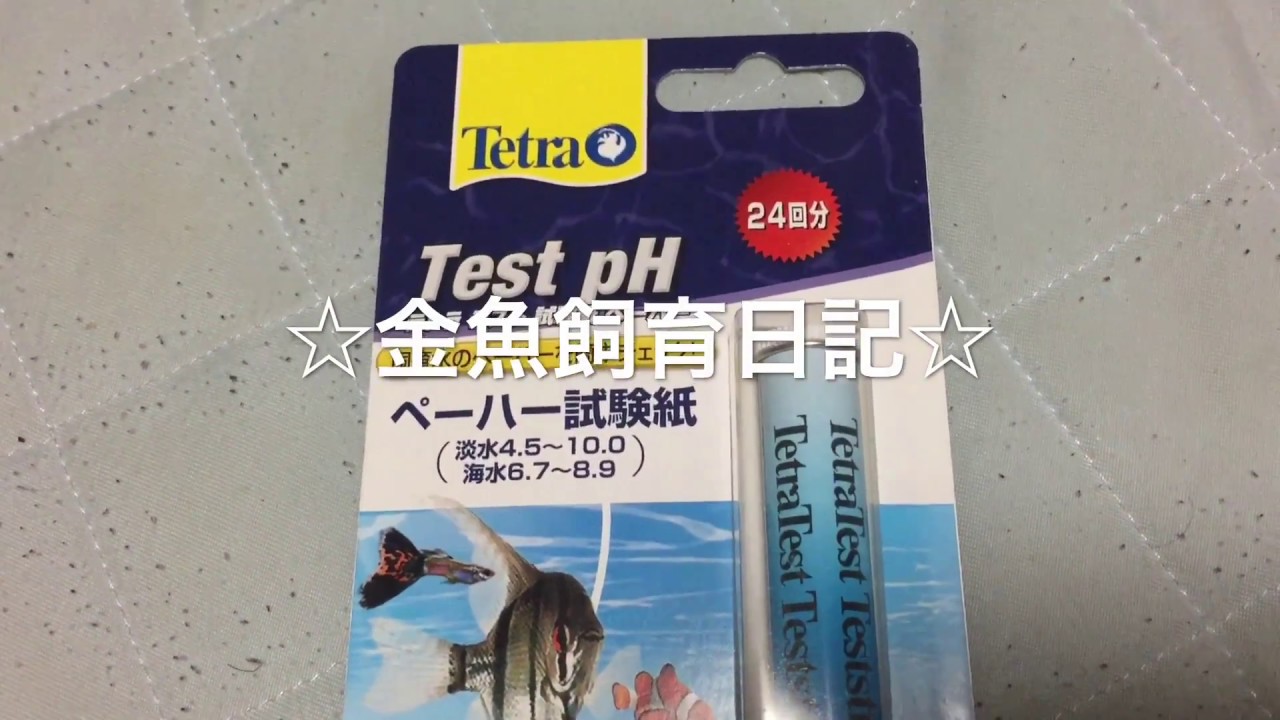 Tetra
24回分
Test pH
☆金魚飼育日記☆
ペーハー試験紙
(淡水4.5〜10.0
海水6.7〜8.9)
TetraTest Testst
TetraTest Tests